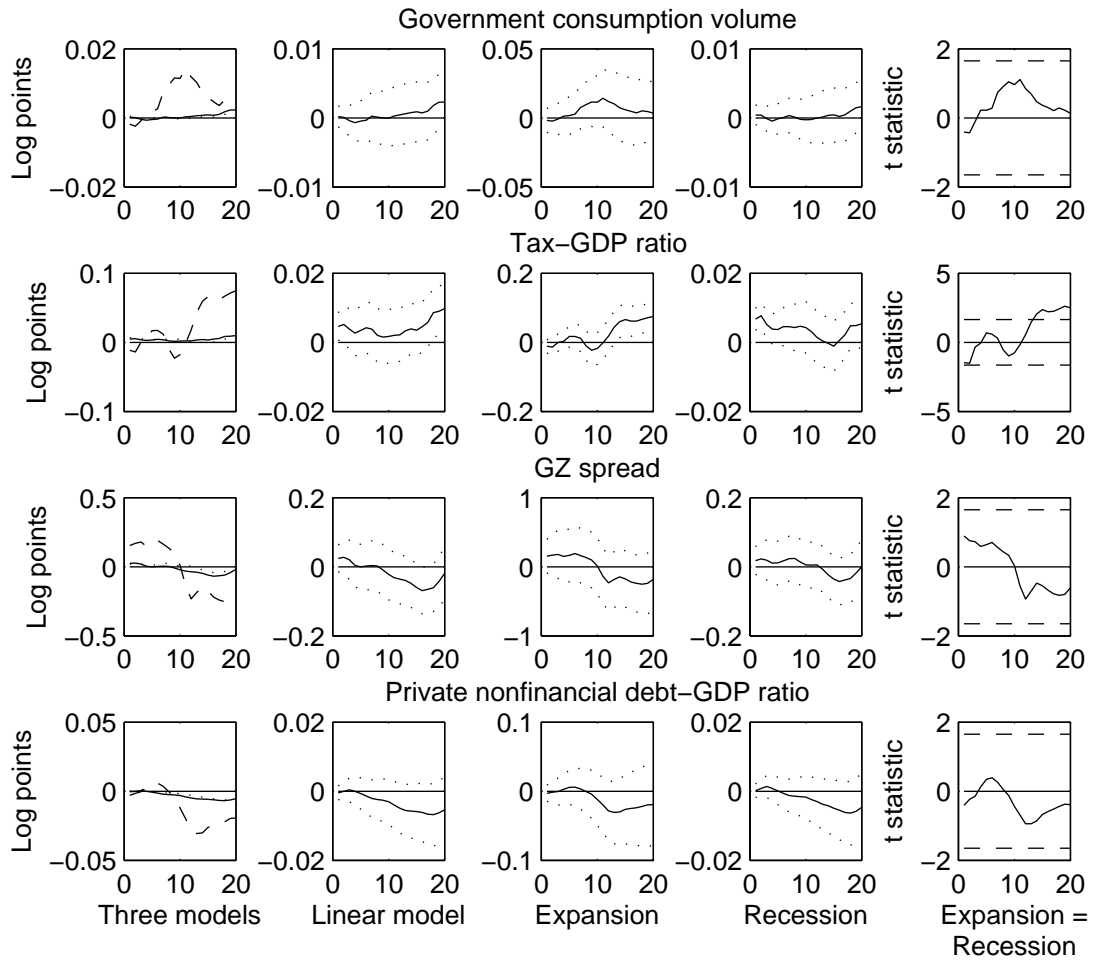 Government consumption volume
Log points
0.02
0
−0.02
0 10 20
0.01
0
−0.01
0 10 20
0.05
0
−0.05
0 10 20
0.01
0
−0.01
0 10 20
t statistic
2
0
−2
0 10 20
Tax−GDP ratio
Log points
0.1
0
−0.1
0 10 20
0.02
0
−0.02
0 10 20
0.2
0
−0.2
0 10 20
0.02
0
−0.02
0 10 20
t statistic
5
0
−5
0 10 20
GZ spread
Log points
0.5
0
−0.5
0 10 20
0.2
0
−0.2
0 10 20
1
0
−1
0 10 20
0.2
0
−0.2
0 10 20
t statistic
2
0
−2
0 10 20
Private nonfinancial debt−GDP ratio
Log points
0.05
0
−0.05
0 10 20
Three models
0.02
0
−0.02
0 10 20
Linear model
0.1
0
−0.1
0 10 20
Expansion
0.02
0
−0.02
0 10 20
Recession
t statistic
2
0
−2
0 10 20
Expansion =
Recession